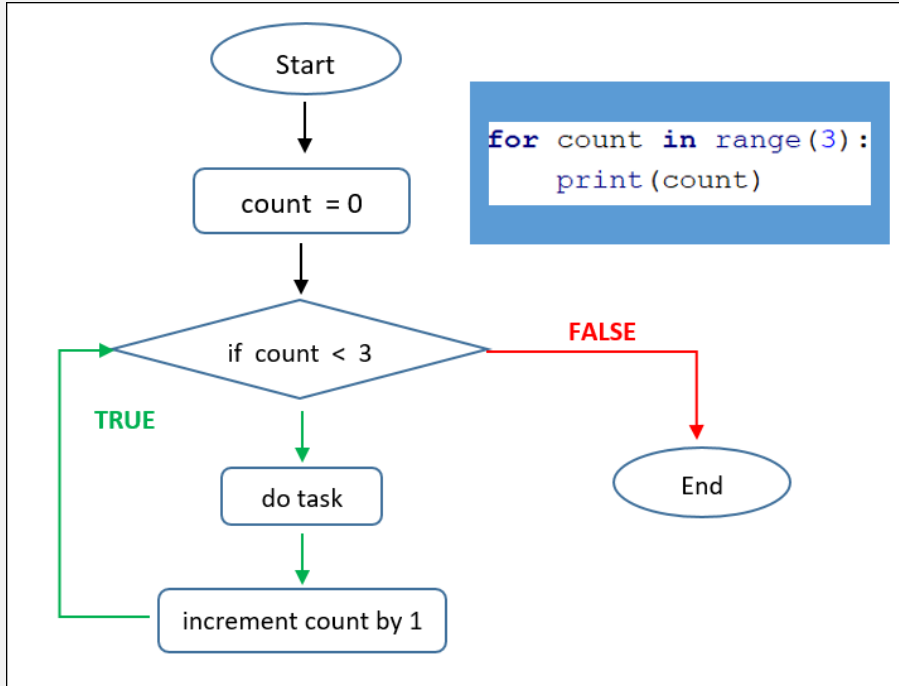 Start
count = 0
if count < 3
TRUE
FALSE
do task
increment count by 1
End
for count in range(3):
    print(count)